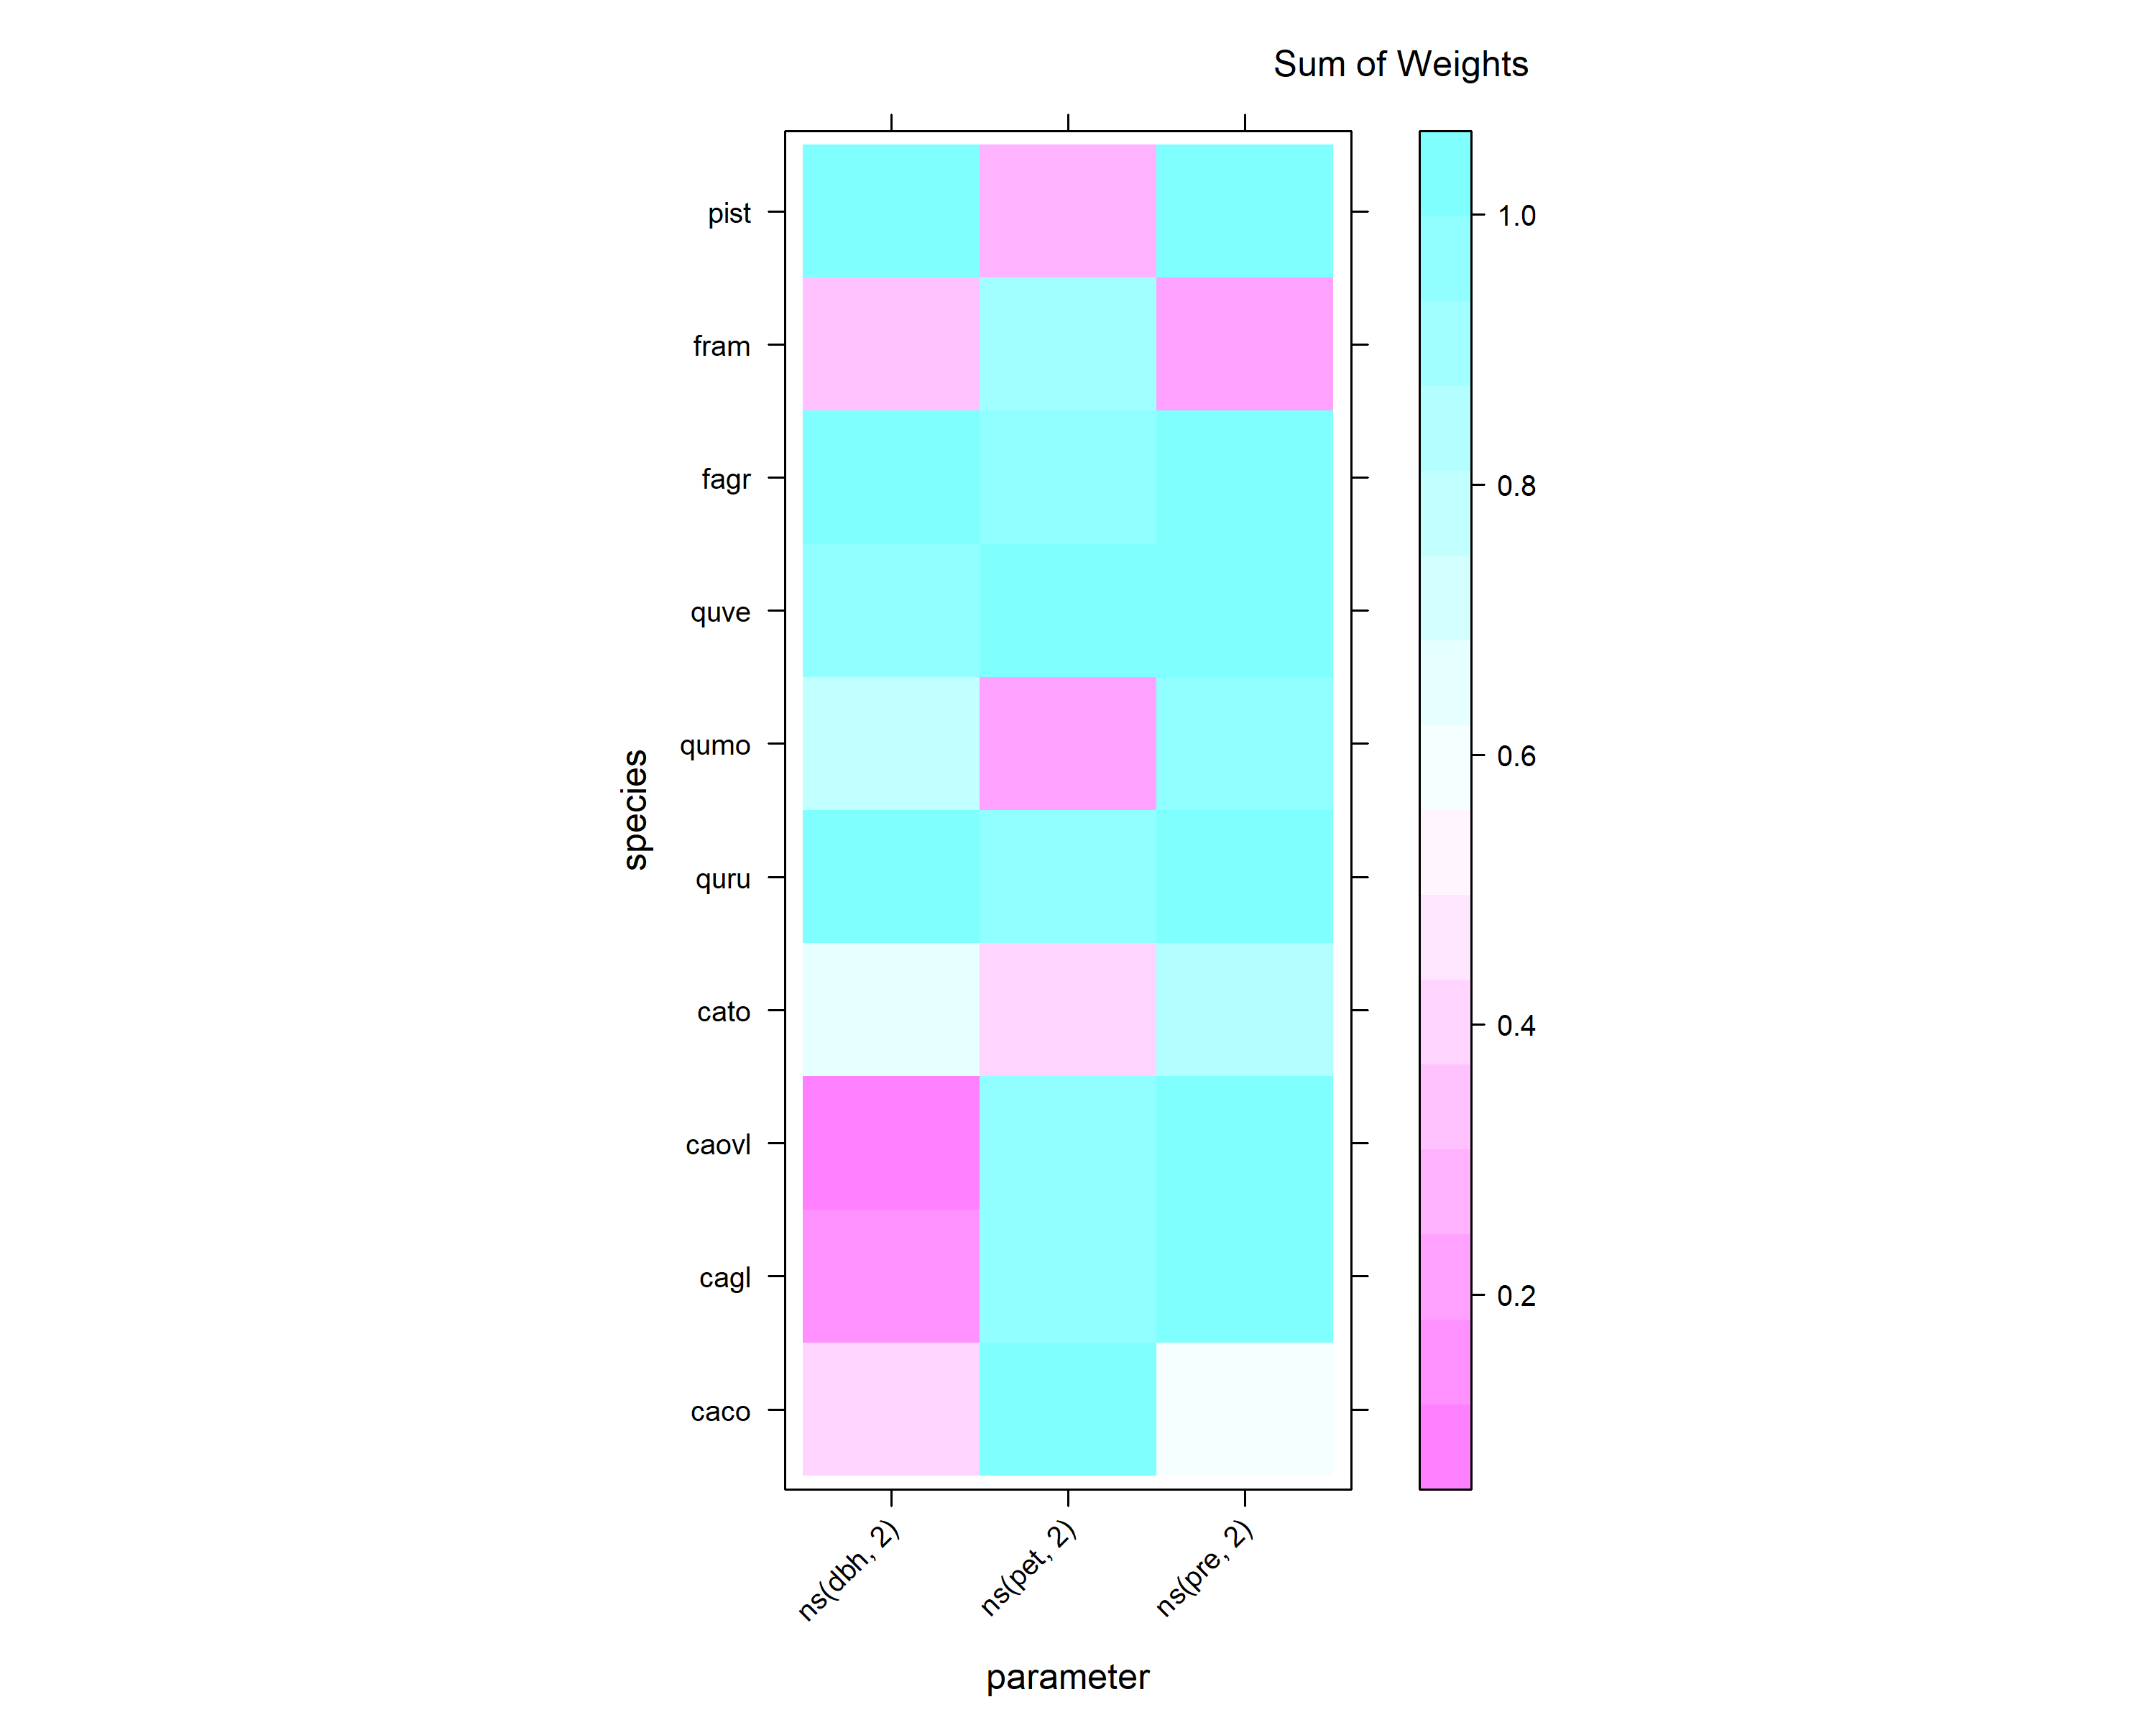 Sum of Weights
pist
fram
fagr
quve
qumo
quru
cato
caovl
cagl
caco
species
1.0
0.8
0.6
0.4
0.2
ns(dbh, 2)
ns(pet, 2)
ns(pre, 2)
parameter